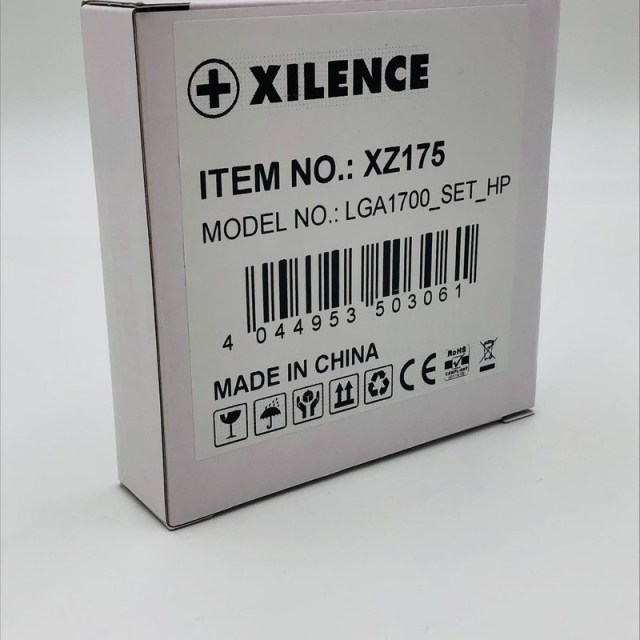 XILENCE
ITEM NO.: XZ175
MODEL NO.: LGA1700_SET_HP
4 044953 503061
MADE IN CHINA
CE
RoHS